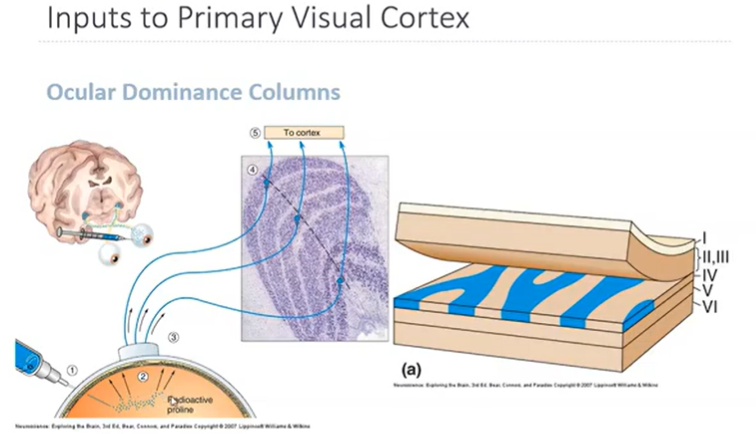 Inputs to Primary Visual Cortex
Ocular Dominance Columns
⑤ To cortex
④
I
II,III
IV
V
VI
③
①
②
Radioactive
proline
(a)
Neuroscience: Exploring the Brain, 3rd Ed, Bear, Connors, and Paradiso Copyright © 2007 Lippincott Williams & Wilkins
Neuroscience: Exploring the Brain, 3rd Ed, Bear, Connors, and Paradiso Copyright © 2007 Lippincott Williams & Wilkins